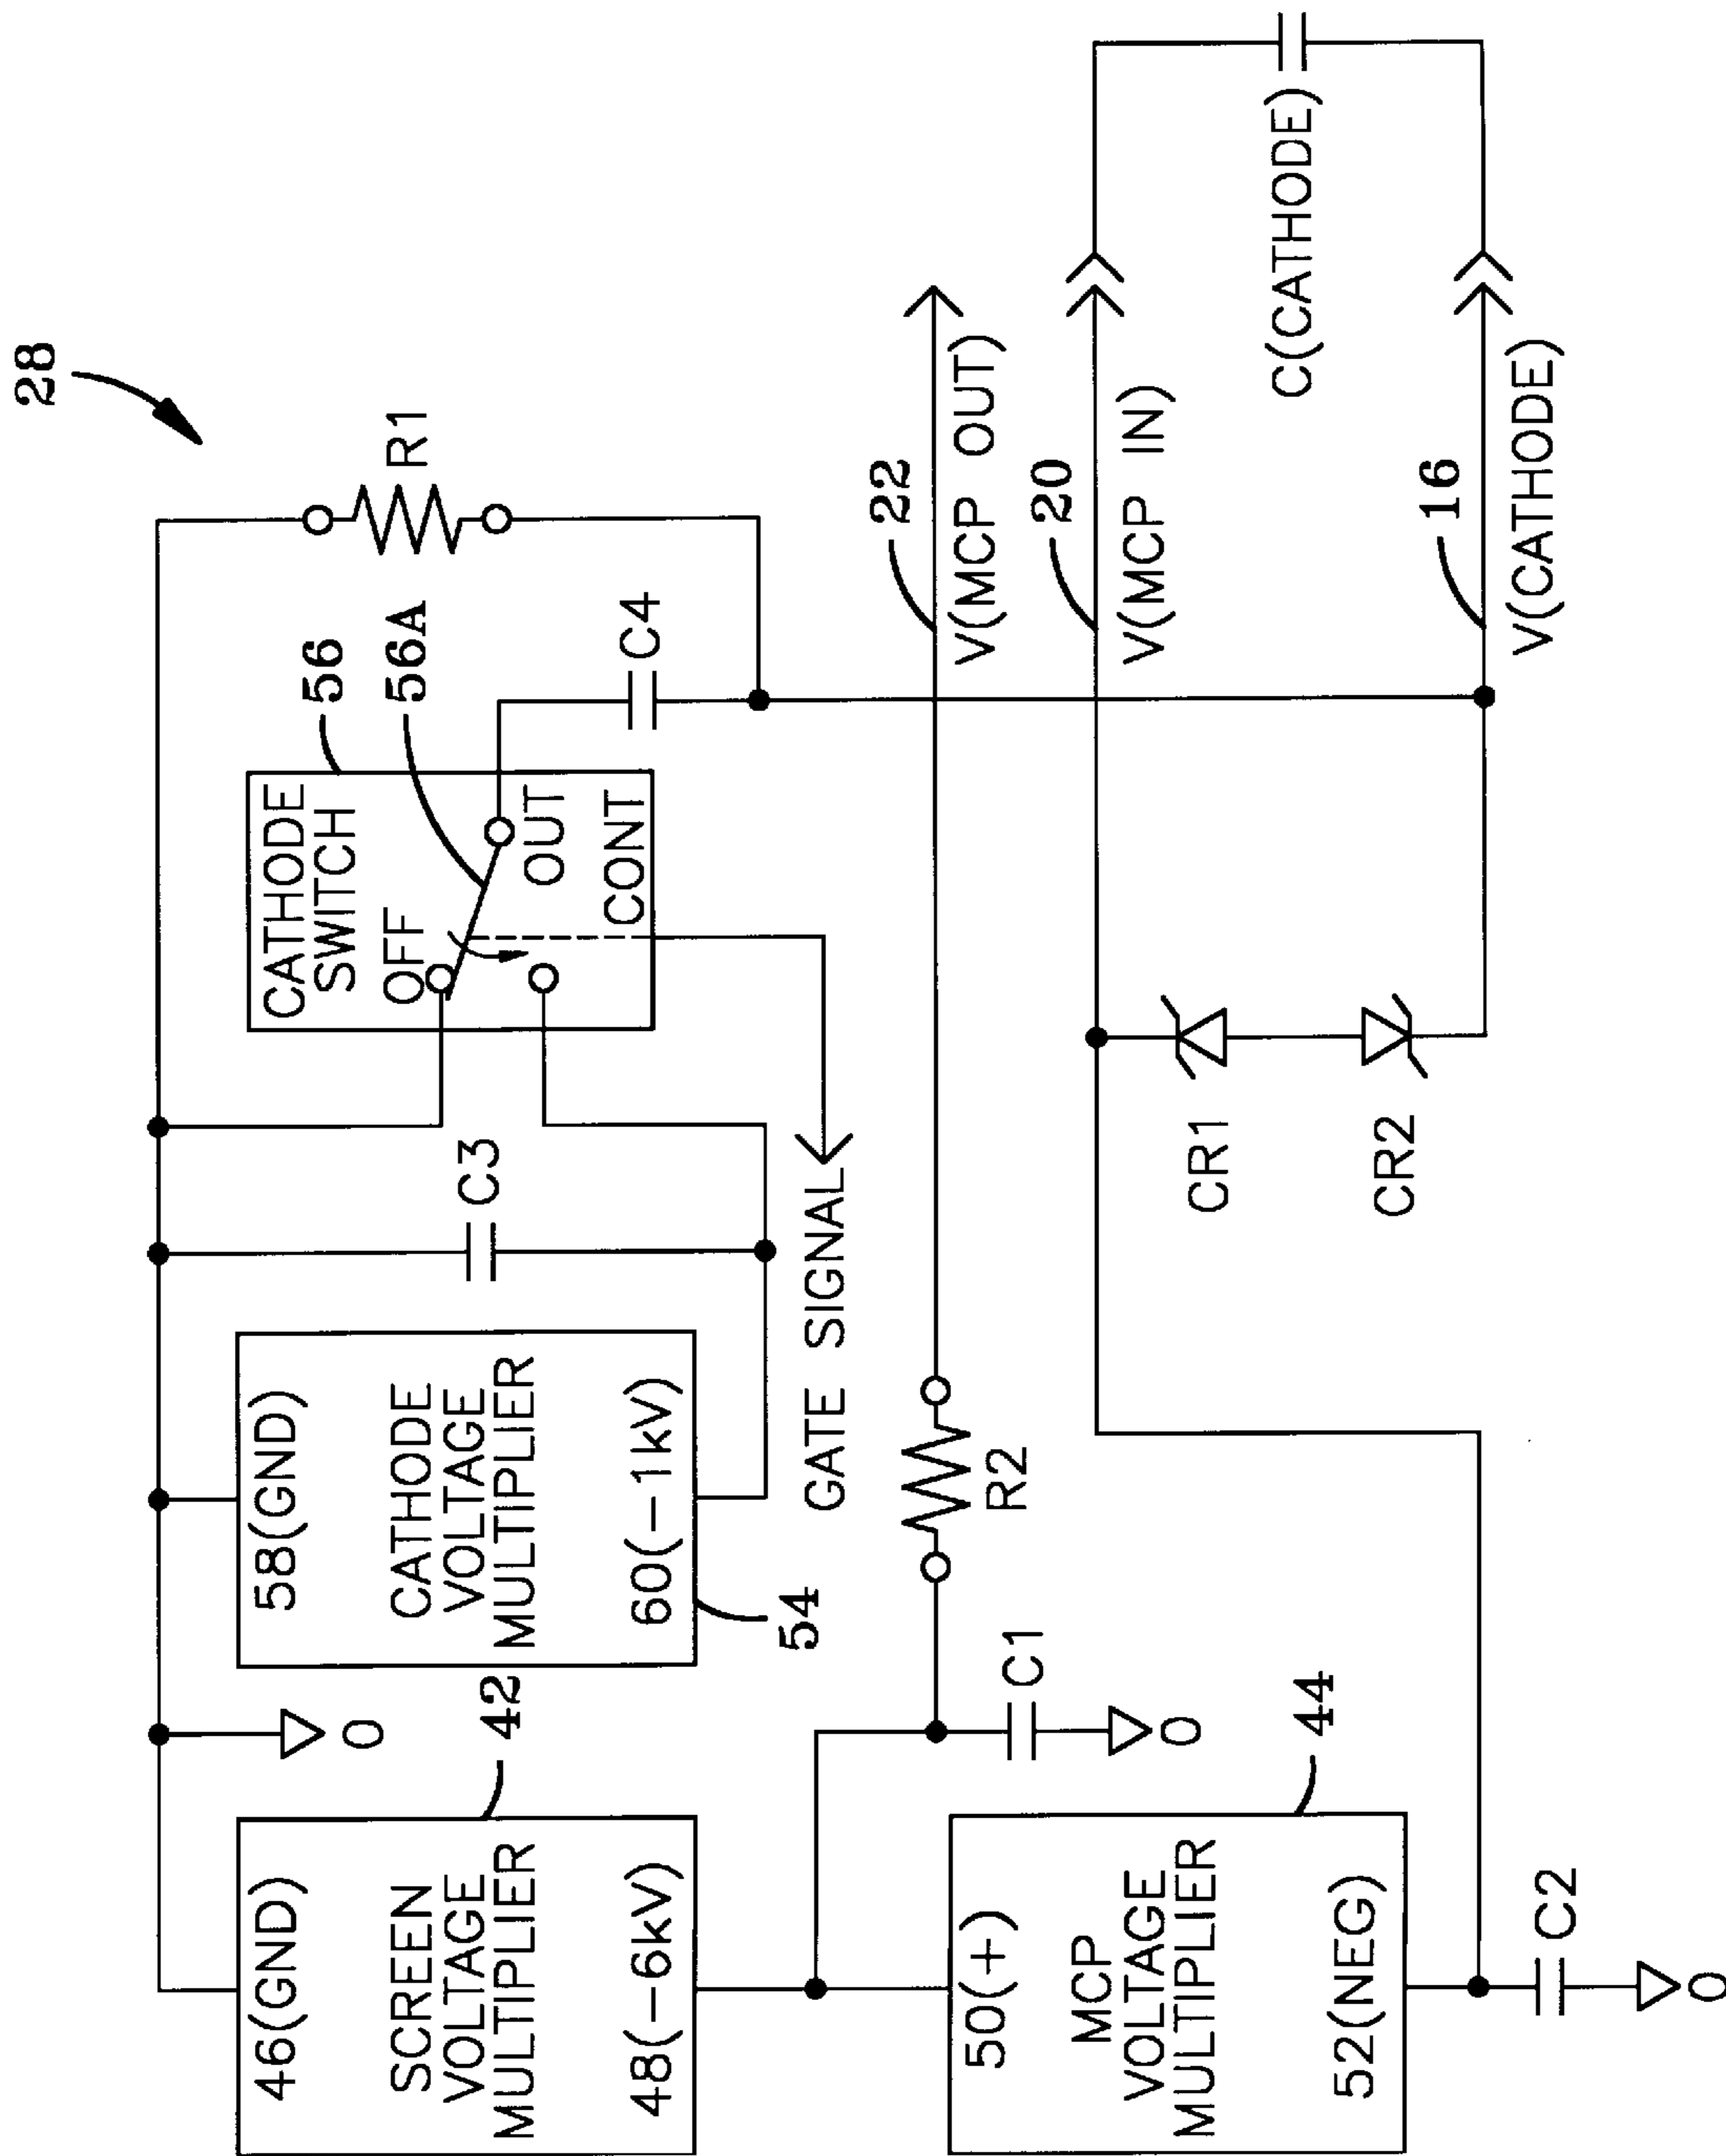 28
46(GND)
SCREEN
VOLTAGE
MULTIPLIER
48(-6kV)
42
0
58(GND)
CATHODE
VOLTAGE
MULTIPLIER
60(-1kV)
54
C3
CATHODE
SWITCH
OFF
OUT
CONT
56
56A
C4
R1
GATE SIGNAL
50(+)
MCP
VOLTAGE
MULTIPLIER
52(NEG)
44
C1
0
R2
22
V(MCP OUT)
20
V(MCP IN)
C(CATHODE)
CR1
CR2
16
V(CATHODE)
C2
0